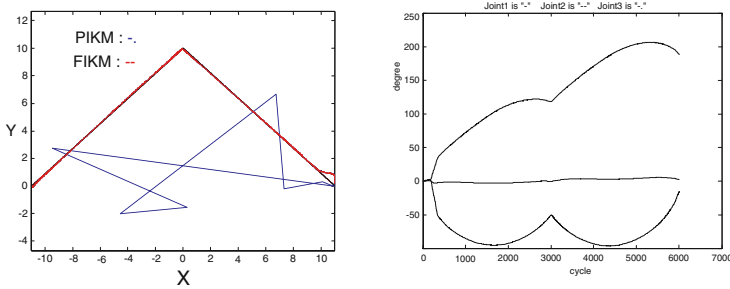 PIKM : -.
FIKM : --
12
10
8
6
4
2
0
-2
-4
Y
-10 -8 -6 -4 -2 0 2 4 6 8 10
X
Joint1 is "-" Joint2 is "--" Joint3 is "-."
250
200
150
100
50
0
-50
degree
0 1000 2000 3000 4000 5000 6000 7000
cycle